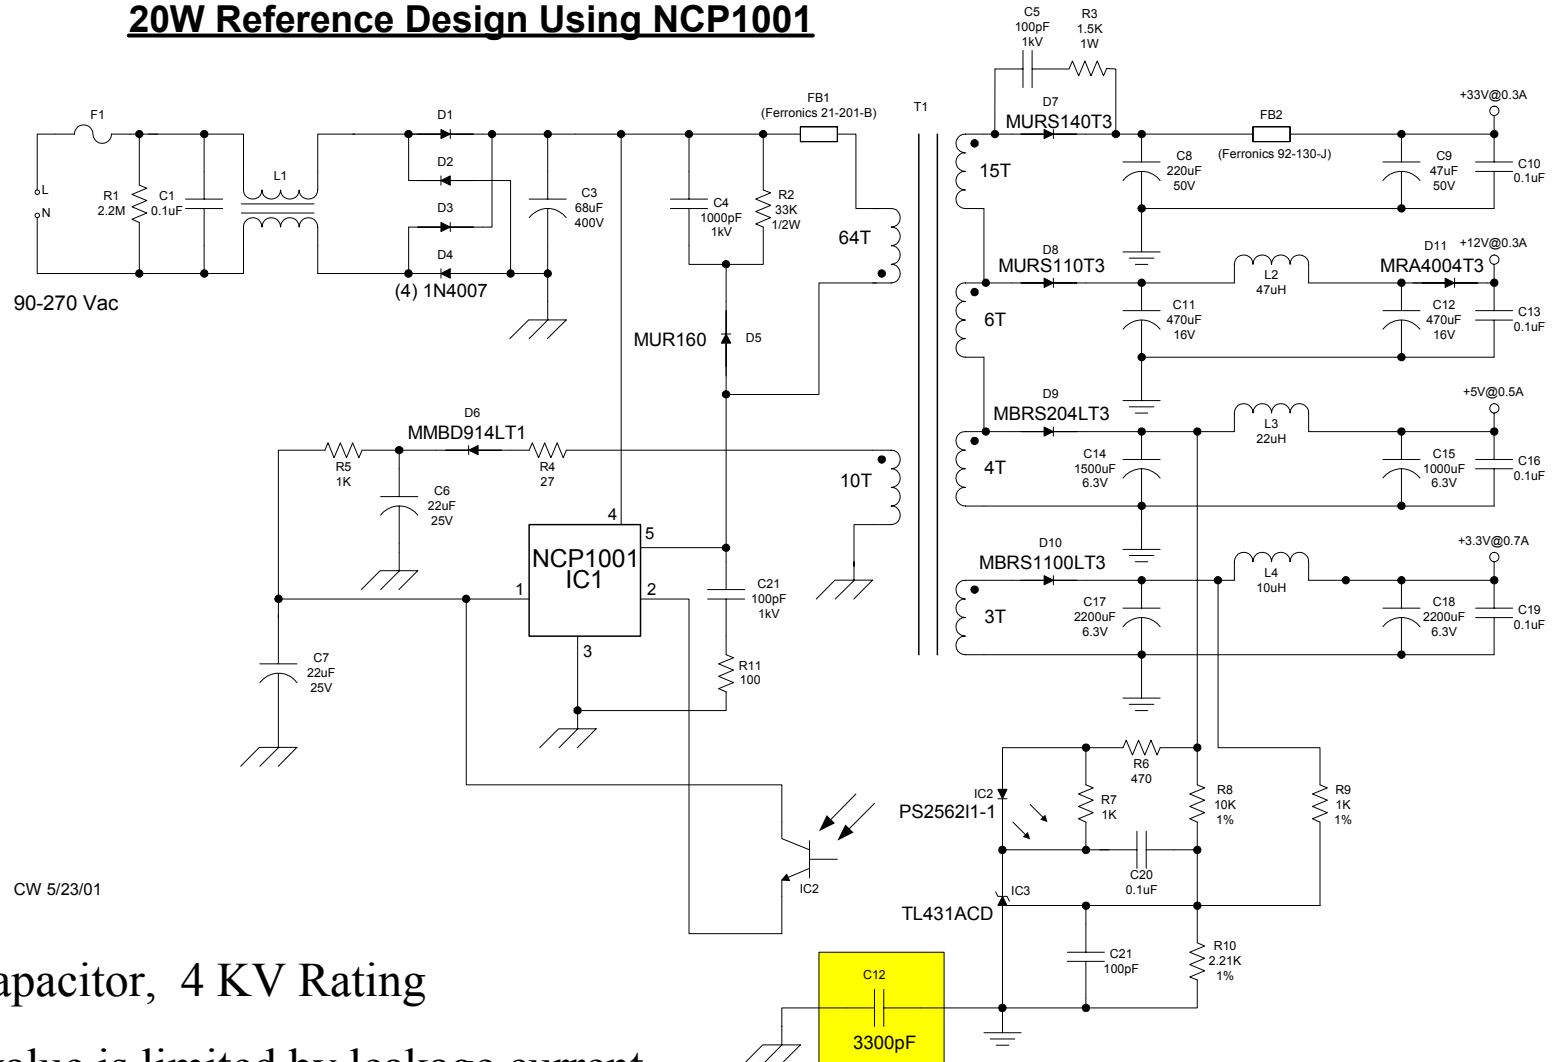 20W Reference Design Using NCP1001
F1
L
N
R1
2.2M
C1
0.1uF
L1
D1
D2
D3
D4
(4) 1N4007
90-270 Vac
C3
68uF
400V
C4
1000pF
1kV
R2
33K
1/2W
FB1
(Ferronics 21-201-B)
64T
MUR160
D5
T1
C5
100pF
1kV
R3
1.5K
1W
D7
MURS140T3
15T
C8
220uF
50V
FB2
(Ferronics 92-130-J)
C9
47uF
50V
+33V@0.3A
C10
0.1uF
D8
MURS110T3
6T
C11
470uF
16V
L2
47uH
D11
MRA4004T3
+12V@0.3A
C12
470uF
16V
C13
0.1uF
D9
MBRS204LT3
4T
C14
1500uF
6.3V
L3
22uH
+5V@0.5A
C15
1000uF
6.3V
C16
0.1uF
D10
MBRS1100LT3
3T
C17
2200uF
6.3V
L4
10uH
+3.3V@0.7A
C18
2200uF
6.3V
C19
0.1uF
D6
MMBD914LT1
R5
1K
R4
27
C6
22uF
25V
10T
4
5
NCP1001
IC1
1
2
3
C21
100pF
1kV
R11
100
C7
22uF
25V
IC2
IC2
PS2562I1-1
R6
470
R7
1K
R8
10K
1%
R9
1K
1%
C20
0.1uF
IC3
TL431ACD
C21
100pF
R10
2.21K
1%
C12
3300pF
CW 5/23/01
apacitor, 4 KV Rating
value is limited by leakage current